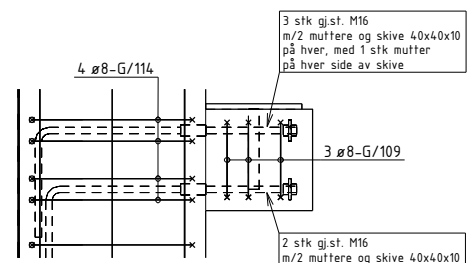 3 stk gj.st. M16
m/2 muttere og skive 40x40x10
på hver, med 1 stk mutter
på hver side av skive
4 ø8-G/114
3 ø8-G/109
2 stk gj.st. M16
m/2 muttere og skive 40x40x10